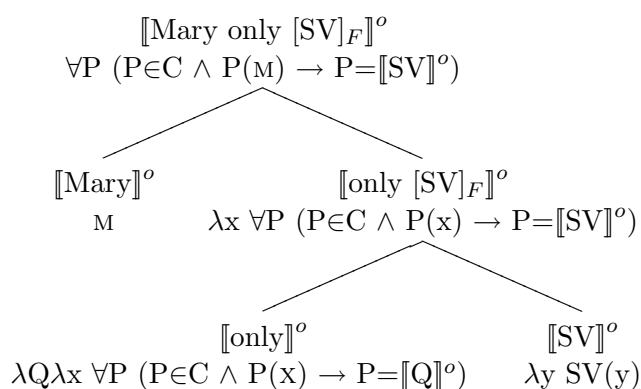 ⟦Mary only [SV]_F⟧^o
∀P (P∈C ∧ P(M) → P=⟦SV⟧^o)
⟦Mary⟧^o ⟦only [SV]_F⟧^o
M λx ∀P (P∈C ∧ P(x) → P=⟦SV⟧^o)
⟦only⟧^o ⟦SV⟧^o
λQλx ∀P (P∈C ∧ P(x) → P=⟦Q⟧^o) λy SV(y)